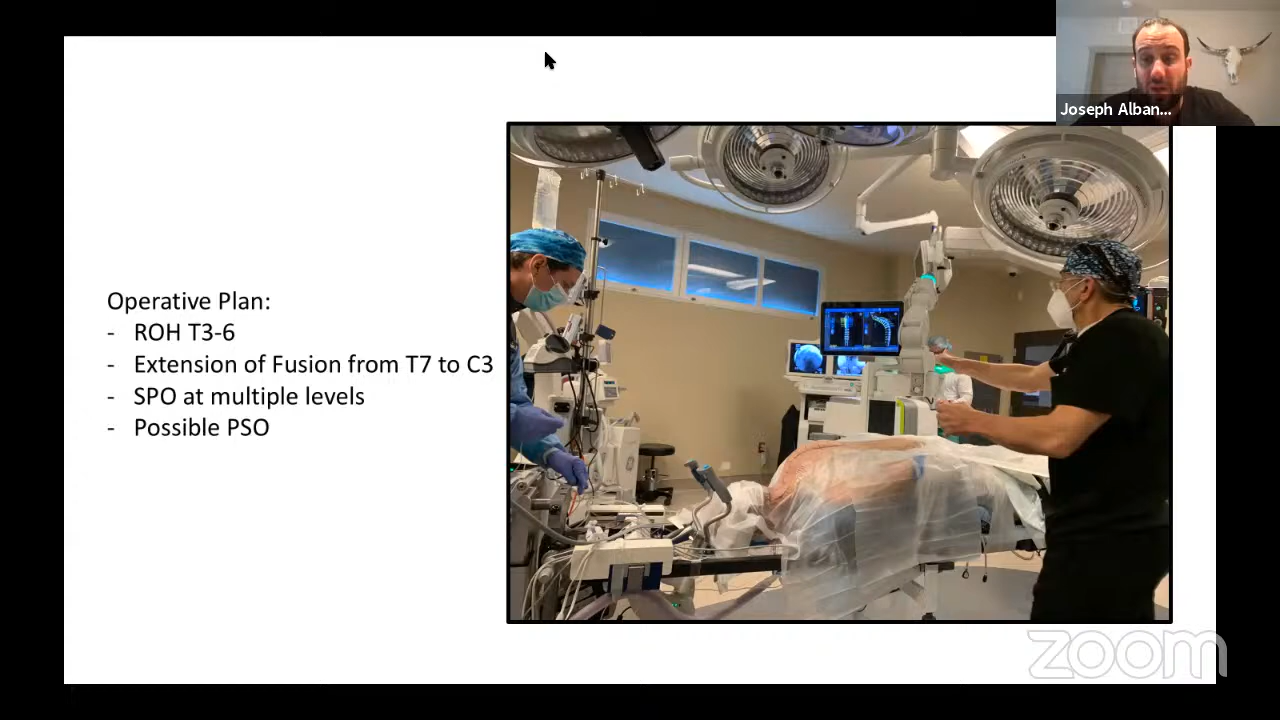 Joseph Alban...
Operative Plan:
- ROH T3-6
- Extension of Fusion from T7 to C3
- SPO at multiple levels
- Possible PSO
zoom